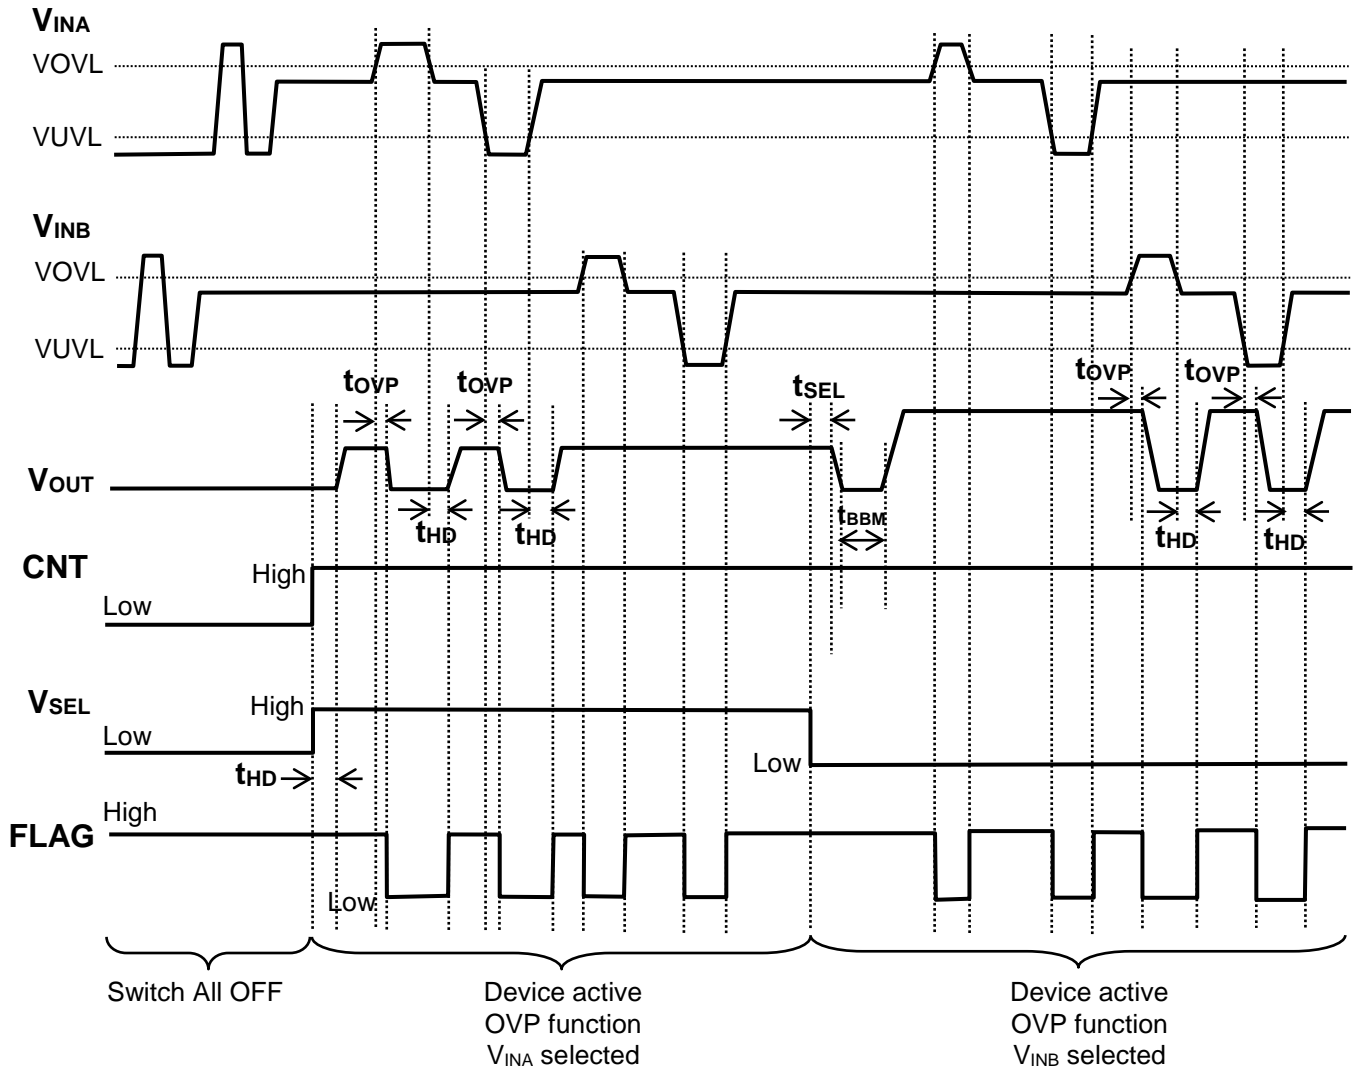 VINA
VOVL
VUVL
VINB
VOVL
VUVL
tOVP
tOVP
tSEL
tOVP
tOVP
VOUT
tHD
tHD
tBBM
tHD
tHD
CNT
High
Low
VSEL
High
Low
Low
tHD
High
FLAG
Low
Switch All OFF
Device active
OVP function
VINA selected
Device active
OVP function
VINB selected